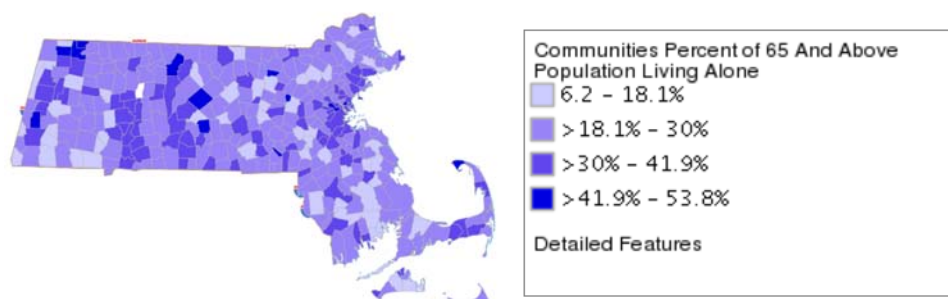 Communities Percent of 65 And Above
Population Living Alone
6.2 – 18.1%
>18.1% – 30%
>30% – 41.9%
>41.9% – 53.8%
Detailed Features